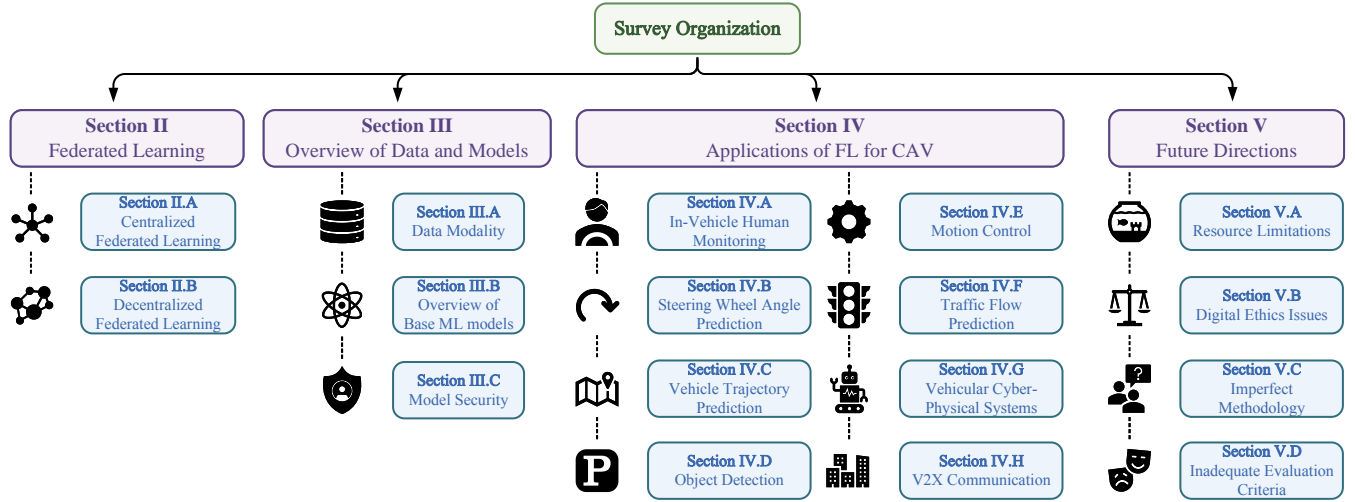 Survey Organization
Section II
Federated Learning
Section II.A
Centralized
Federated Learning
Section II.B
Decentralized
Federated Learning
Section III
Overview of Data and Models
Section III.A
Data Modality
Section III.B
Overview of
Base ML models
Section III.C
Model Security
Section IV
Applications of FL for CAV
Section IV.A
In-Vehicle Human
Monitoring
Section IV.B
Steering Wheel Angle
Prediction
Section IV.C
Vehicle Trajectory
Prediction
P
Section IV.D
Object Detection
Section IV.E
Motion Control
Section IV.F
Traffic Flow
Prediction
Section IV.G
Vehicular Cyber-
Physical Systems
Section IV.H
V2X Communication
Section V
Future Directions
Section V.A
Resource Limitations
Section V.B
Digital Ethics Issues
?
Section V.C
Imperfect
Methodology
Section V.D
Inadequate Evaluation
Criteria